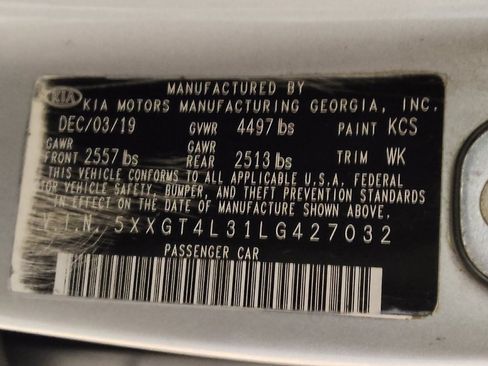 MANUFACTURED BY
KIA KIA MOTORS MANUFACTURING GEORGIA, INC.
DEC/03/19 GVWR 4497 lbs PAINT KCS
GAWR FRONT 2557 lbs GAWR REAR 2513 lbs TRIM WK
THIS VEHICLE CONFORMS TO ALL APPLICABLE U.S.A. FEDERAL
MOTOR VEHICLE SAFETY, BUMPER, AND THEFT PREVENTION STANDARDS
IN EFFECT ON THE DATE OF MANUFACTURE SHOWN ABOVE.
V.I.N. 5XXGT4L31LG427032
PASSENGER CAR